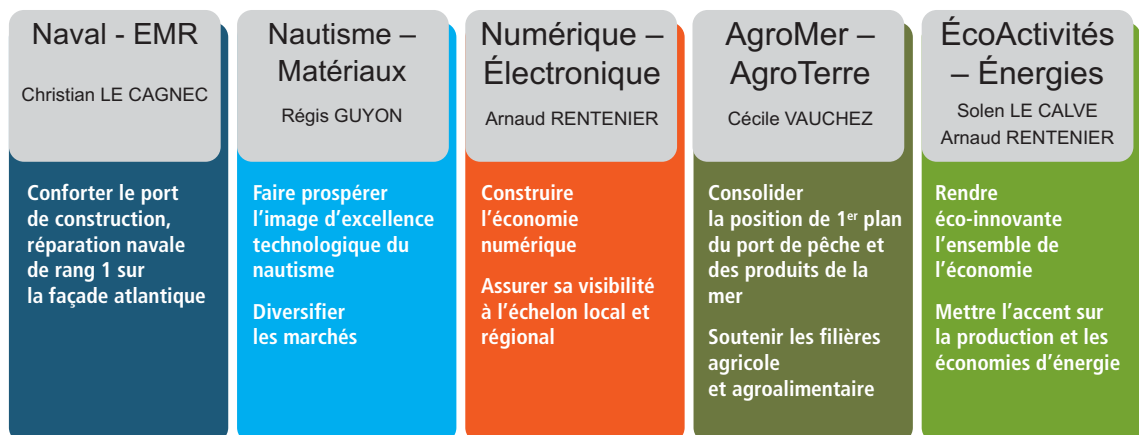 Naval - EMR
Christian LE CAGNEC
Conforter le port
de construction,
réparation navale
de rang 1 sur
la façade atlantique
Nautisme –
Matériaux
Régis GUYON
Faire prospérer
l’image d’excellence
technologique du
nautisme
Diversifier
les marchés
Numérique –
Électronique
Arnaud RENTENIER
Construire
l’économie
numérique
Assurer sa visibilité
à l’échelon local et
régional
AgroMer –
AgroTerre
Cécile VAUCHEZ
Consolider
la position de 1er plan
du port de pêche et
des produits de la
mer
Soutenir les filières
agricole
et agroalimentaire
ÉcoActivités
– Énergies
Solen LE CALVE
Arnaud RENTENIER
Rendre
éco-innovante
l’ensemble de
l’économie
Mettre l’accent sur
la production et les
économies d’énergie